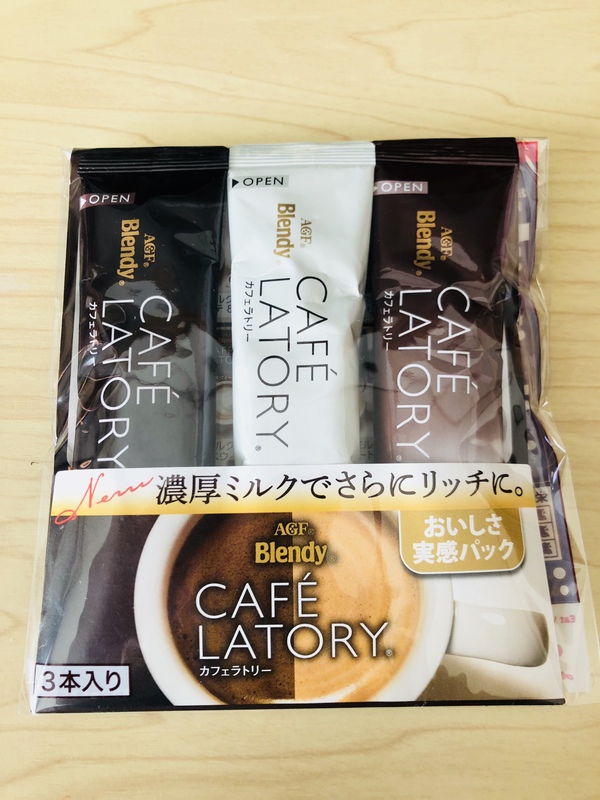 OPEN
AGF®
Blendy®
CAFÉ
LATORY
カフェラトリー
OPEN
AGF®
Blendy®
CAFÉ
LATORY®
カフェラトリー
OPEN
AGF®
Blendy®
CAFÉ
LATORY
カフェラトリー
New 濃厚ミルクでさらにリッチに。
おいしさ
実感パック
AGF®
Blendy®
CAFÉ
LATORY®
カフェラトリー
3本入り